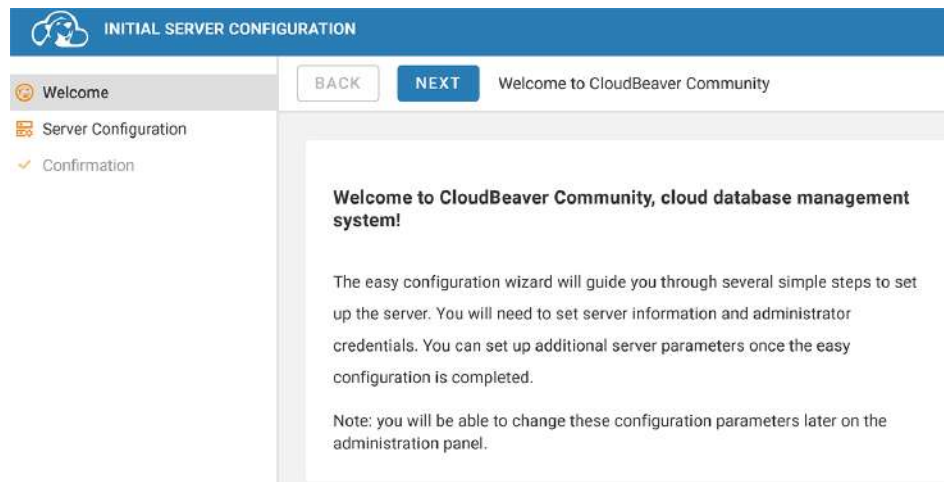 INITIAL SERVER CONFIGURATION
Welcome
Server Configuration
Confirmation
BACK
NEXT
Welcome to CloudBeaver Community
Welcome to CloudBeaver Community, cloud database management
system!
The easy configuration wizard will guide you through several simple steps to set
up the server. You will need to set server information and administrator
credentials. You can set up additional server parameters once the easy
configuration is completed.
Note: you will be able to change these configuration parameters later on the
administration panel.